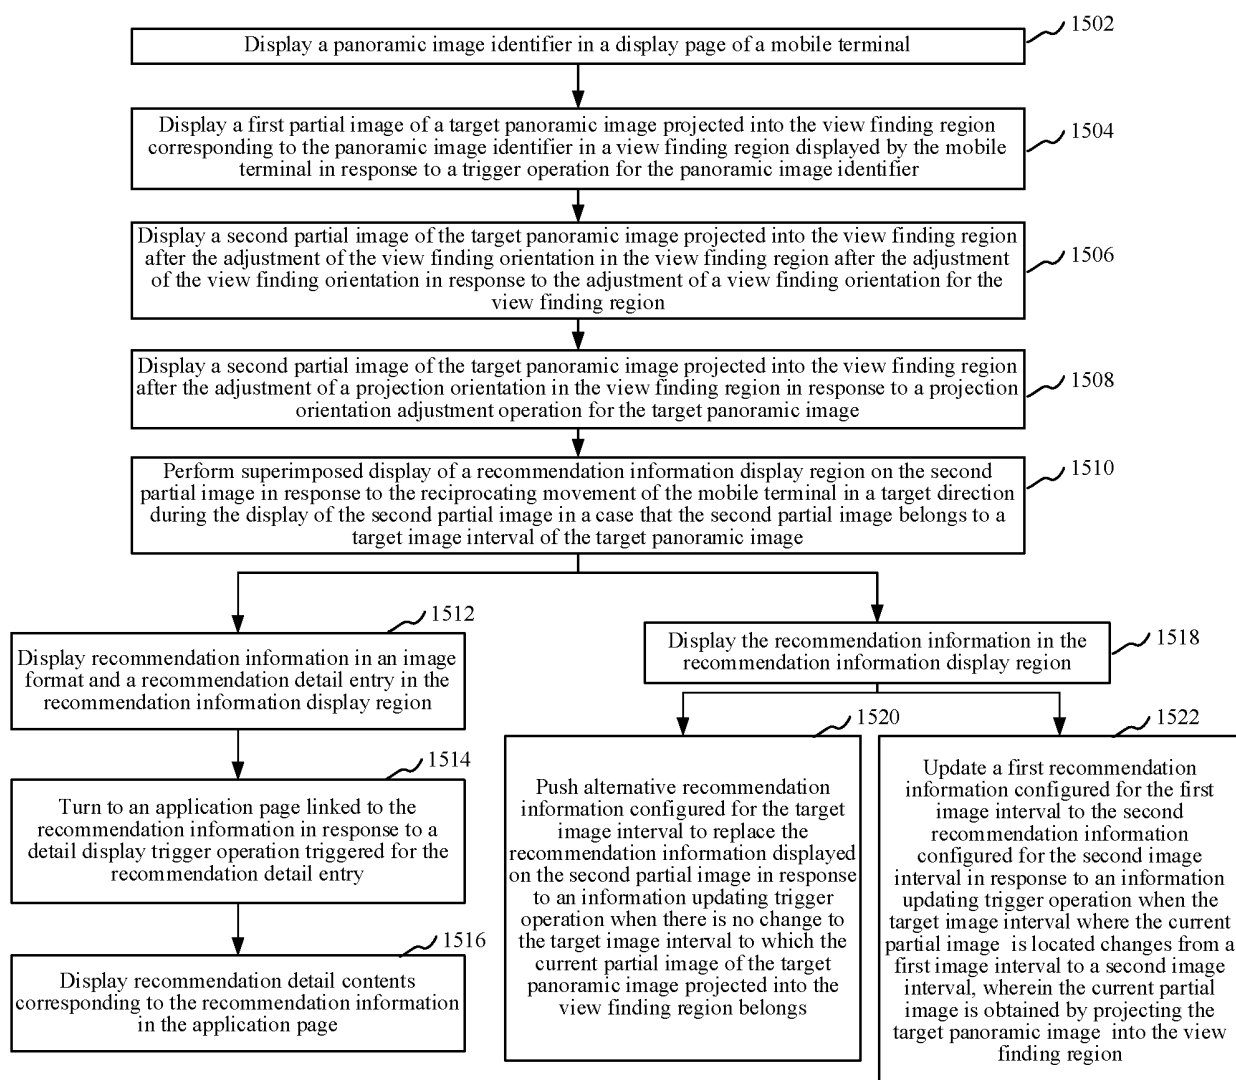 1502
Display a panoramic image identifier in a display page of a mobile terminal
1504
Display a first partial image of a target panoramic image projected into the view finding region
corresponding to the panoramic image identifier in a view finding region displayed by the mobile
terminal in response to a trigger operation for the panoramic image identifier
1506
Display a second partial image of the target panoramic image projected into the view finding region
after the adjustment of the view finding orientation in the view finding region after the adjustment
of the view finding orientation in response to the adjustment of a view finding orientation for the
view finding region
1508
Display a second partial image of the target panoramic image projected into the view finding region
after the adjustment of a projection orientation in the view finding region in response to a projection
orientation adjustment operation for the target panoramic image
1510
Perform superimposed display of a recommendation information display region on the second
partial image in response to the reciprocating movement of the mobile terminal in a target direction
during the display of the second partial image in a case that the second partial image belongs to a
target image interval of the target panoramic image
1512
Display recommendation information in an image
format and a recommendation detail entry in the
recommendation information display region
1514
Turn to an application page linked to the
recommendation information in response to a
detail display trigger operation triggered for the
recommendation detail entry
1516
Display recommendation detail contents
corresponding to the recommendation information
in the application page
1518
Display the recommendation information in the
recommendation information display region
1520
Push alternative recommendation
information configured for the target
image interval to replace the
recommendation information displayed
on the second partial image in response
to an information updating trigger
operation when there is no change to
the target image interval to which the
current partial image of the target
panoramic image projected into the
view finding region belongs
1522
Update a first recommendation
information configured for the first
image interval to the second
recommendation information
configured for the second image
interval in response to an information
updating trigger operation when the
target image interval where the current
partial image is located changes from a
first image interval to a second image
interval, wherein the current partial
image is obtained by projecting the
target panoramic image into the view
finding region